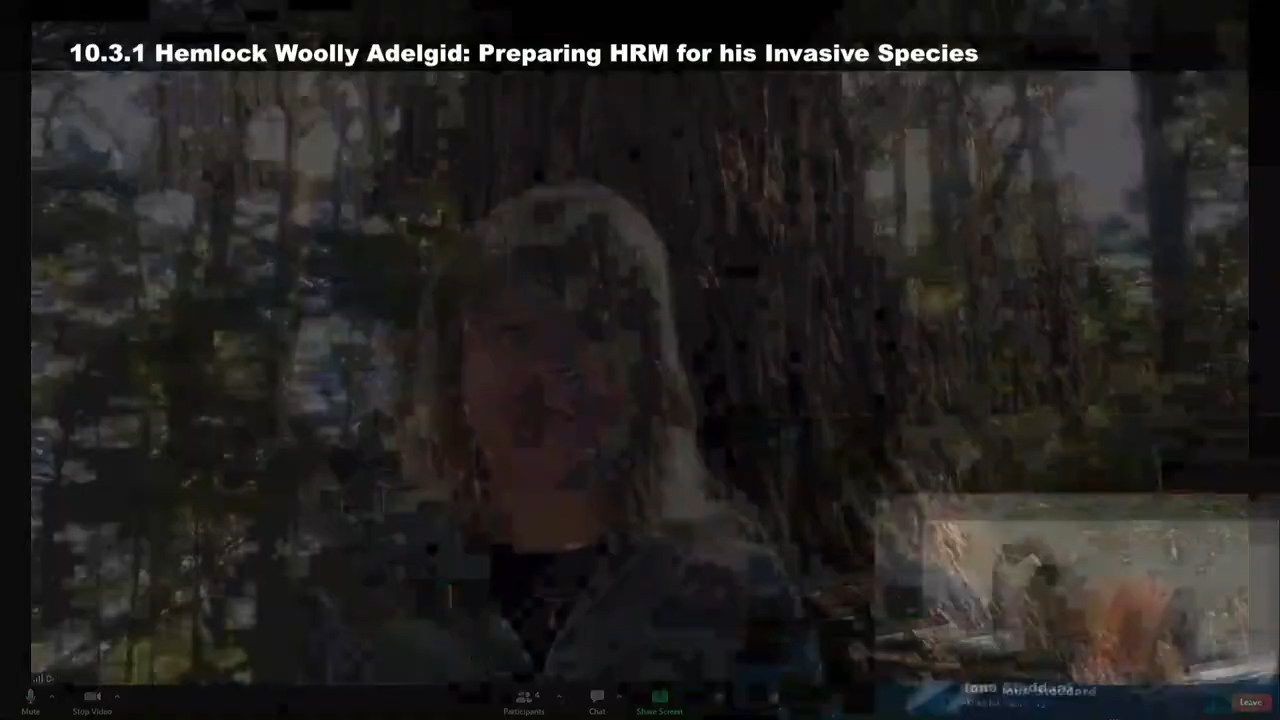 10.3.1 Hemlock Woolly Adelgid: Preparing HRM for his Invasive Species
Mute
Stop Video
Participants
4
Chat
Share Screen
Leave